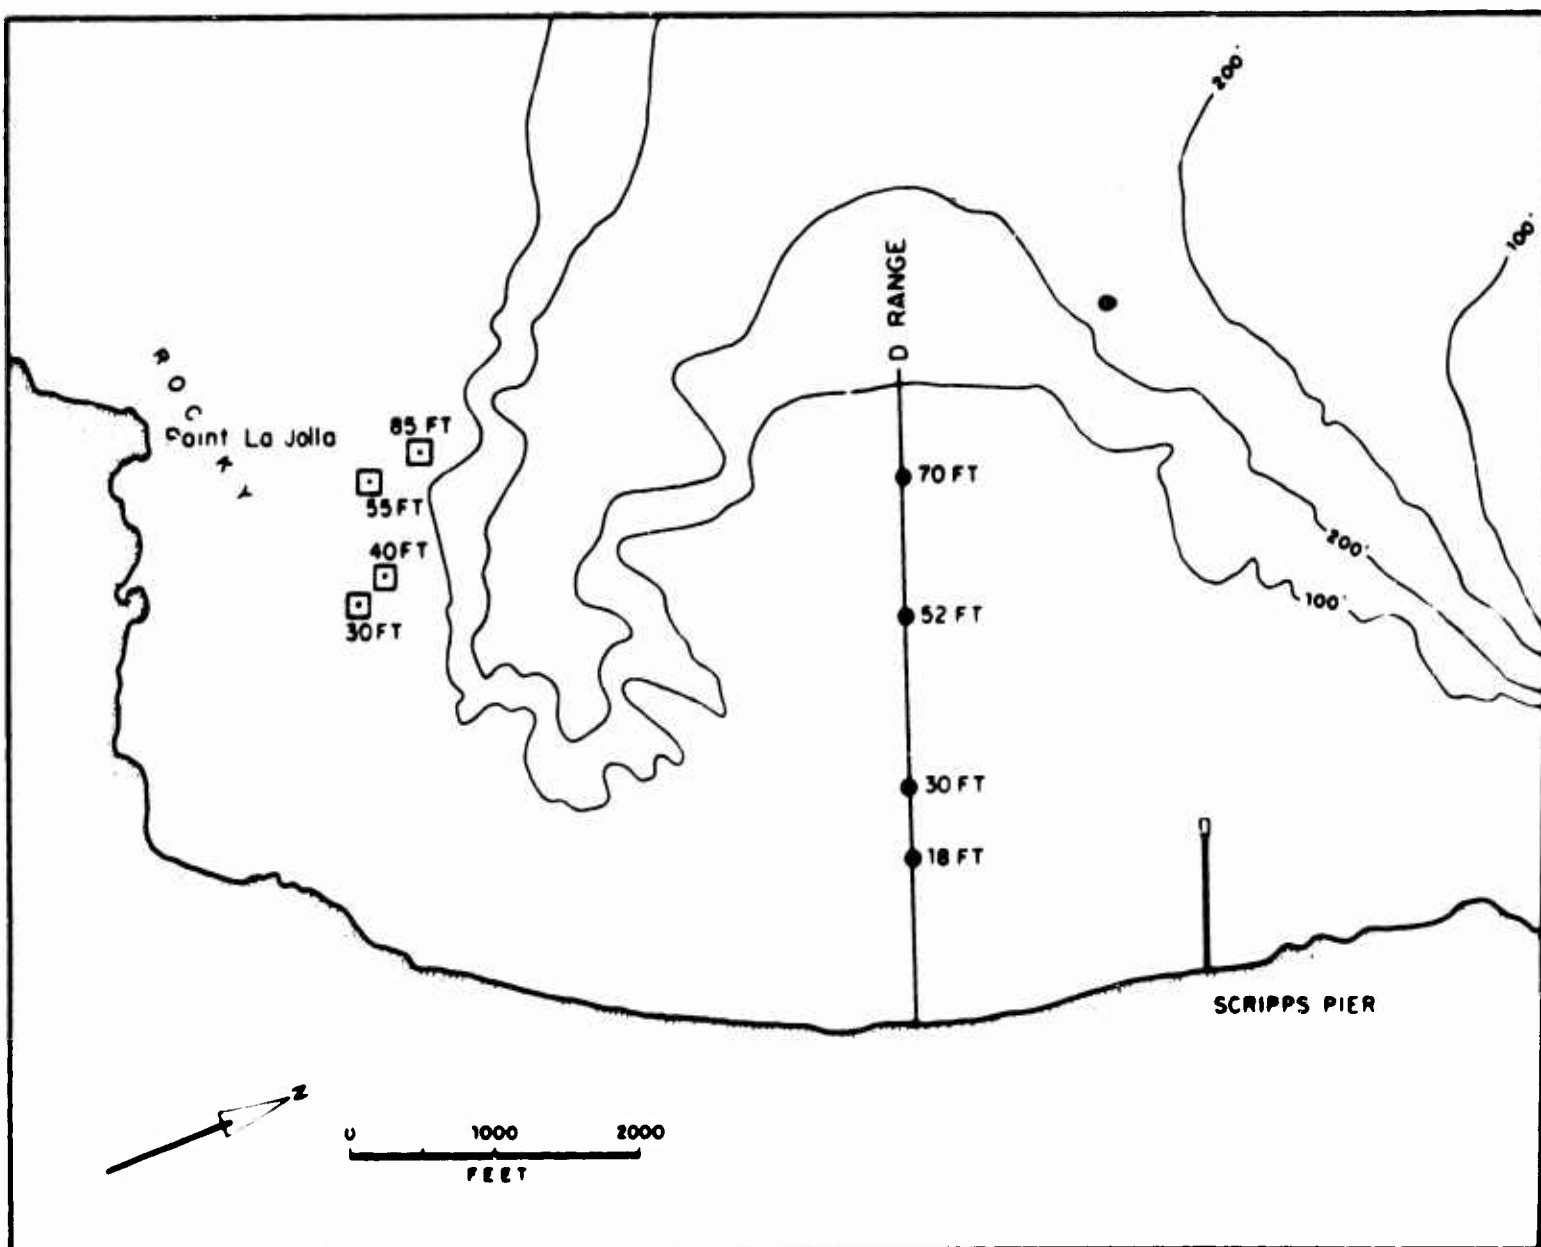 200'
100'
D RANGE
ROCKY
Point La Jolla
85 FT
55 FT
40 FT
30 FT
70 FT
52 FT
30 FT
18 FT
200'
100'
SCRIPPS PIER
N
0 1000 2000
FEET